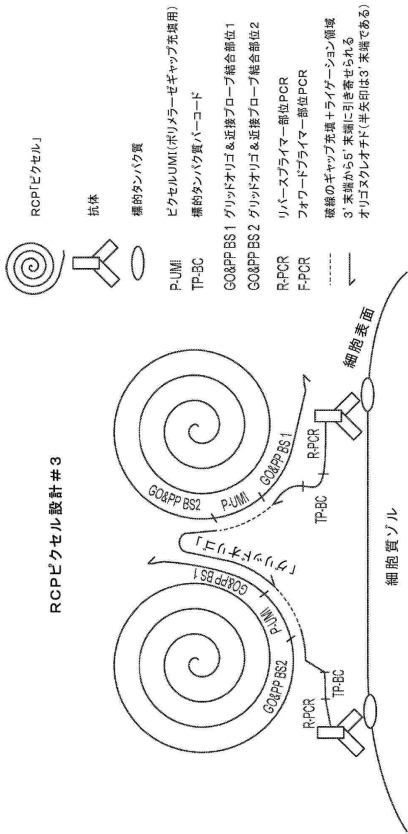 RCPピクセル設計#3
GO&PP BS2
P-UMI
GO&PP BS1
「グリッドオリゴ」
R-PCR
TP-BC
GO&PP BS2
P-UMI
GO&PP BS 1
TP-BC
R-PCR
細胞表面
細胞質ゾル
RCP「ピクセル」
抗体
標的タンパク質
P-UMI ピクセルUMI(ポリメラーゼギャップ充填用)
TP-BC 標的タンパク質バーコード
GO&PP BS 1 グリッドオリゴ&近接プローブ結合部位1
GO&PP BS 2 グリッドオリゴ&近接プローブ結合部位2
R-PCR リバースプライマー部位PCR
F-PCR フォワードプライマー部位PCR
破線のギャップ充填+ライゲーション領域
3'末端から5'末端に引き寄せられる
オリゴヌクレオチド(半矢印は3'末端である)